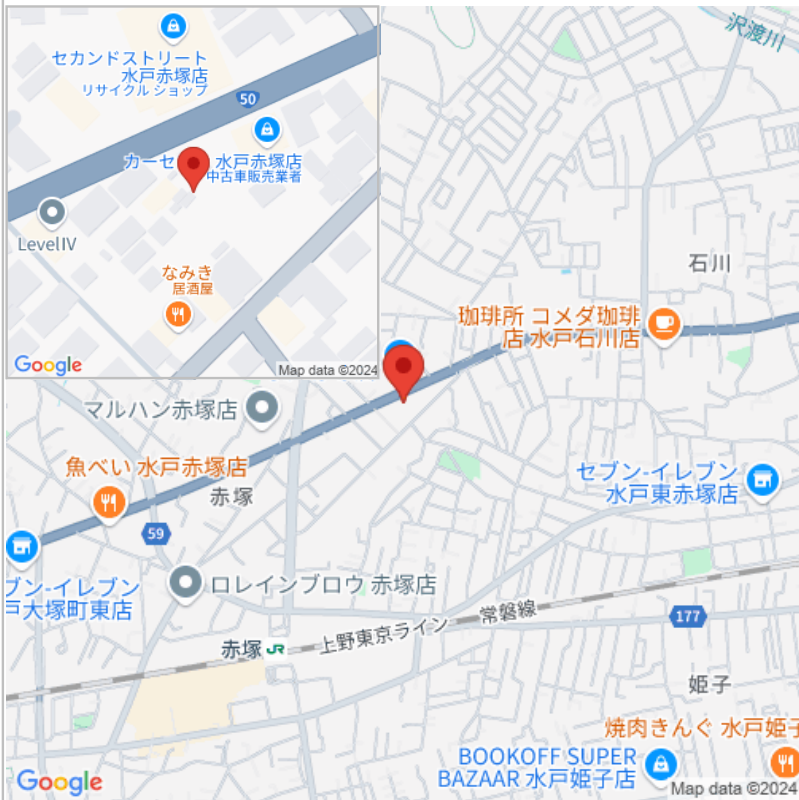 セカンドストリート
水戸赤塚店
リサイクル ショップ
50
カーセ 水戸赤塚店
中古車販売業者
LevelIV
なみき
居酒屋
Google
Map data ©2024
沢渡川
石川
珈琲所 コメダ珈琲
店 水戸石川店
マルハン赤塚店
魚べい 水戸赤塚店
赤塚
セブン-イレブン
水戸東赤塚店
59
ブン-イレブン
戸大塚町東店
ロレインブロウ 赤塚店
常磐線
177
上野東京ライン
赤塚 JR
姫子
焼肉きんぐ 水戸姫子
BOOKOFF SUPER
BAZAAR 水戸姫子店
Google
Map data ©2024